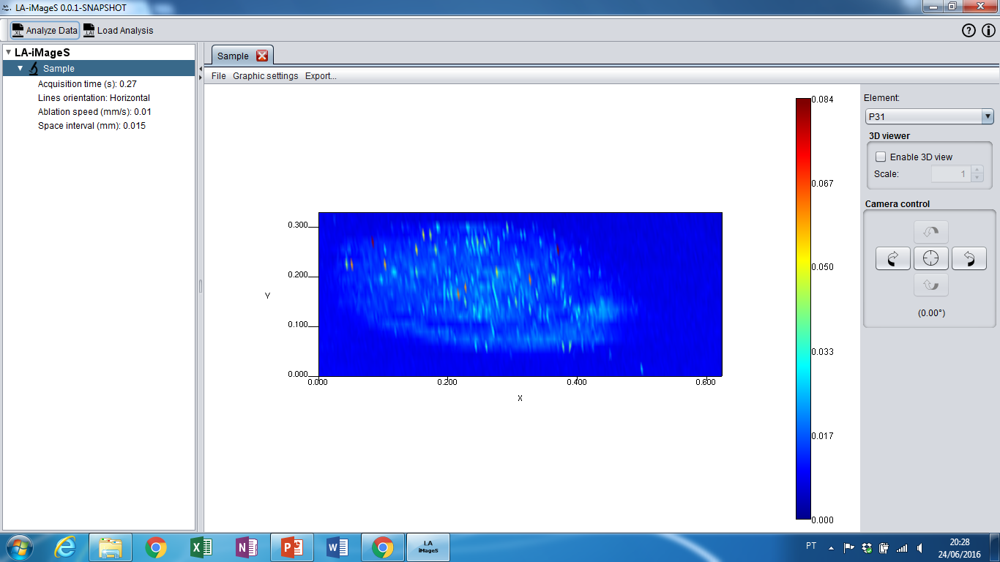 LA-iMageS 0.0.1-SNAPSHOT
Analyze Data
Load Analysis
LA-iMageS
Sample
Acquisition time (s): 0.27
Lines orientation: Horizontal
Ablation speed (mm/s): 0.01
Space interval (mm): 0.015
Sample
File Graphic settings Export...
0.084
0.067
0.050
0.033
0.017
0.000
0.300
0.200
0.100
0.000
Y
0.000 0.200 0.400 0.600
X
Element:
P31
3D viewer
Enable 3D view
Scale: 1
Camera control
(0.00°)
LA
iMageS
PT
20:28
24/06/2016